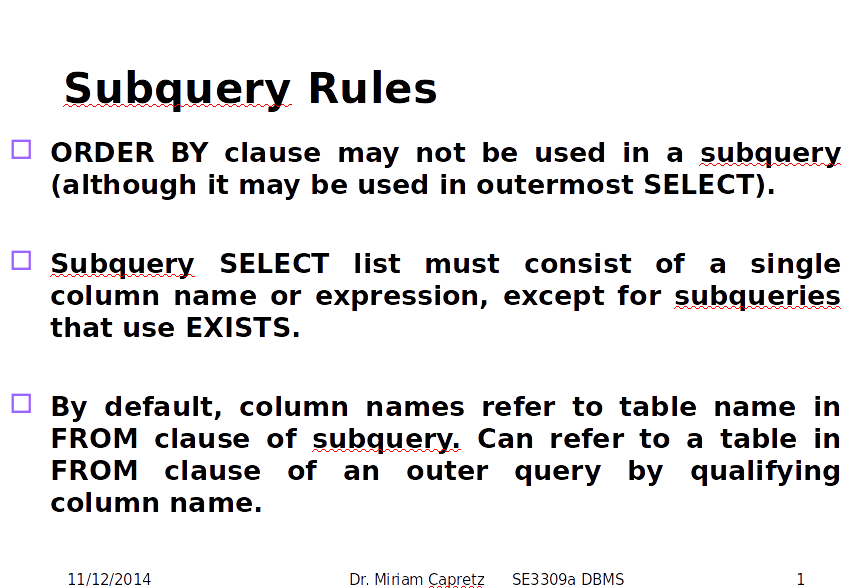 Subquery Rules
ORDER BY clause may not be used in a subquery
(although it may be used in outermost SELECT).
Subquery SELECT list must consist of a single
column name or expression, except for subqueries
that use EXISTS.
By default, column names refer to table name in
FROM clause of subquery. Can refer to a table in
FROM clause of an outer query by qualifying
column name.
11/12/2014 Dr. Miriam Capretz SE3309a DBMS 1